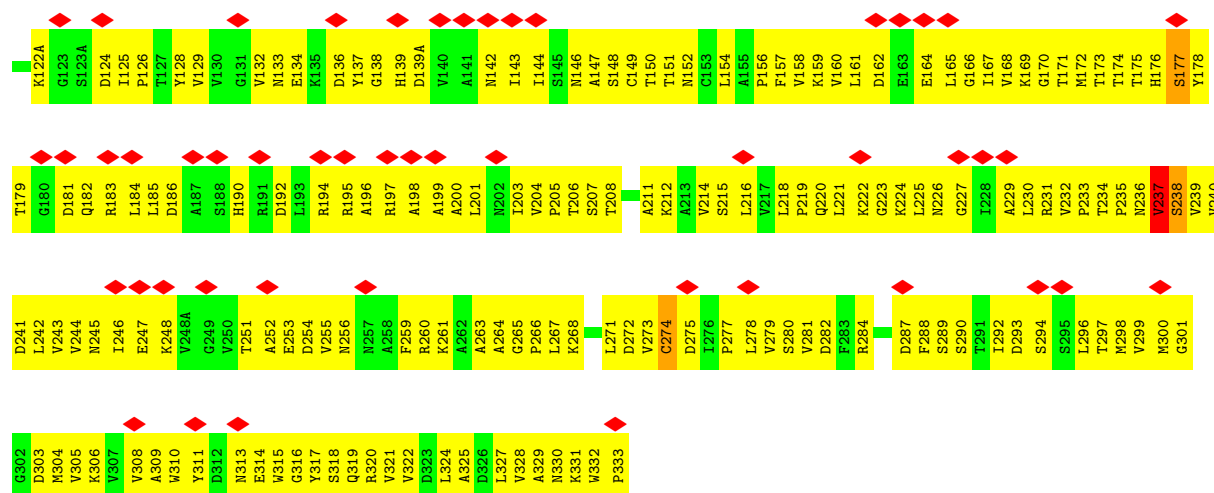 K122A G123 S123A D124 I125 P126 T127 Y128 V129 V130 G131 V132 N133 E134 K135 D136 Y137 G138 H139 D139A V140 A141 N142 I143 I144 S145 N146 A147 S148 C149 T150 T151 N152 C153 L154 A155 P156 F157 V158 K159 V160 L161 D162 E163 E164 L165 G166 I167 V168 K169 G170 T171 M172 T173 T174 T175 H176 S177 Y178
T179 G180 D181 Q182 R183 L184 L185 D186 A187 S188 H190 R191 D192 L193 R194 R195 A196 R197 A198 A199 A200 L201 N202 I203 V204 P205 T206 S207 T208 A211 K212 A213 V214 S215 L216 V217 L218 P219 Q220 L221 K222 G223 K224 L225 N226 G227 I228 A229 L230 R231 V232 P233 T234 P235 N236 V237 S238 V239 V240
D241 L242 V243 V244 N245 I246 E247 K248 V248A G249 V250 T251 A252 E253 D254 V255 N256 N257 A258 F259 R260 K261 A262 A263 A264 G265 P266 L267 K268 L271 D272 V273 C274 D275 I276 P277 L278 V279 S280 V281 D282 F283 R284 D287 F288 S289 S290 T291 I292 D293 S294 S295 L296 T297 M298 V299 M300 G301
G302 D303 M304 V305 K306 V307 V308 A309 W310 Y311 D312 N313 E314 W315 G316 Y317 S318 Q319 R320 V321 V322 D323 L324 A325 D326 L327 V328 A329 N330 K331 W332 P333